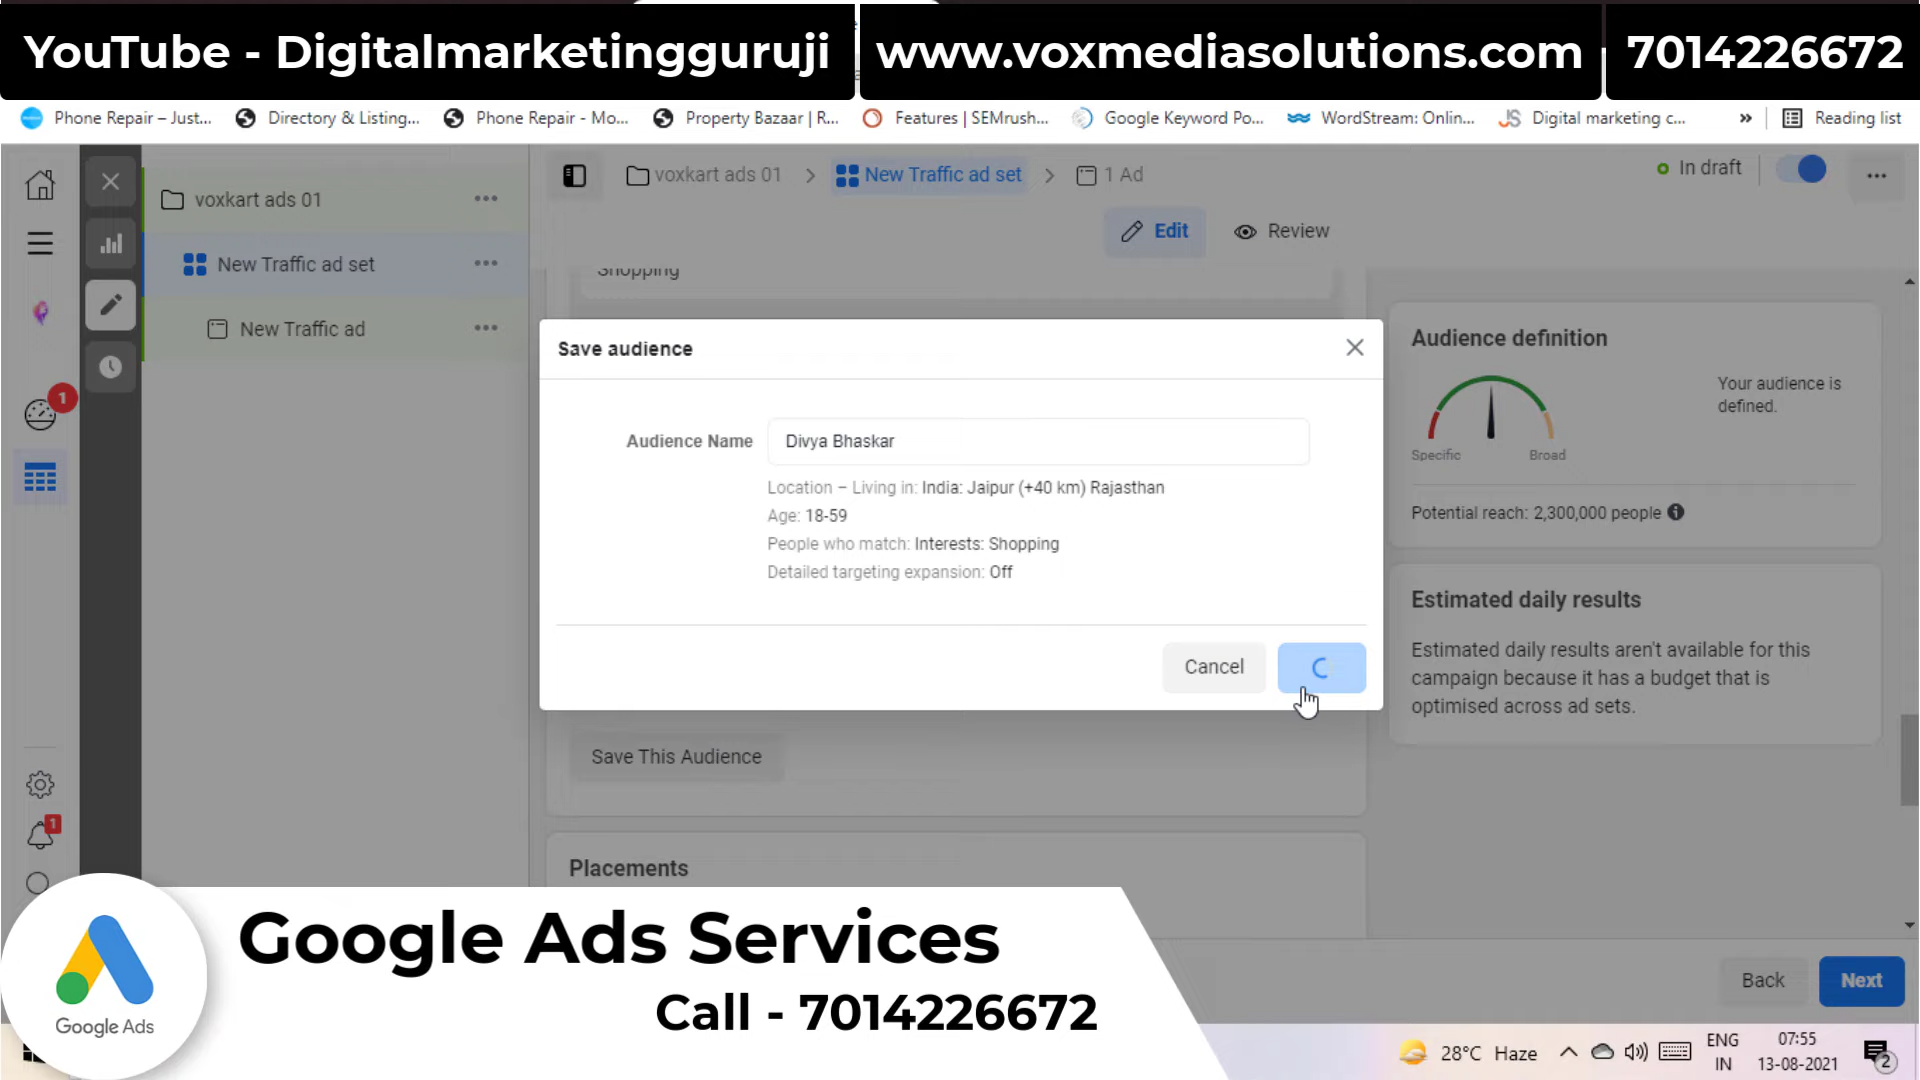 YouTube - Digitalmarketingguruji
www.voxmediasolutions.com
7014226672
Phone Repair – Just...
Directory & Listing...
Phone Repair - Mo...
Property Bazaar | R...
Features | SEMrush...
Google Keyword Po...
WordStream: Onlin...
Digital marketing c...
Reading list
voxkart ads 01
New Traffic ad set
New Traffic ad
voxkart ads 01
New Traffic ad set
1 Ad
In draft
Edit
Review
Shopping
Save audience
Audience Name
Divya Bhaskar
Location – Living in: India: Jaipur (+40 km) Rajasthan
Age: 18-59
People who match: Interests: Shopping
Detailed targeting expansion: Off
Cancel
Save This Audience
Placements
Audience definition
Your audience is
defined.
Specific
Broad
Potential reach: 2,300,000 people
Estimated daily results
Estimated daily results aren't available for this
campaign because it has a budget that is
optimised across ad sets.
1
1
Back
Next
Google Ads
Google Ads Services
Call - 7014226672
28°C Haze
ENG
IN
07:55
13-08-2021
2